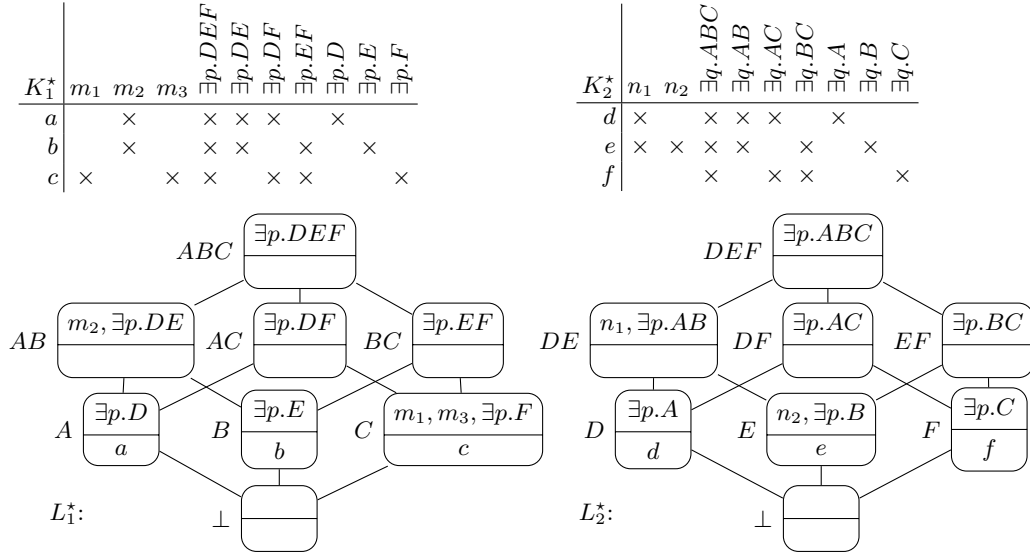 K₁⋆ m₁ m₂ m₃ ∃p.DEF ∃p.DE ∃p.DF ∃p.EF ∃p.D ∃p.E ∃p.F
a × × × × ×
b × × × × ×
c × × × × × ×
K₂⋆ n₁ n₂ ∃q.ABC ∃q.AB ∃q.AC ∃q.BC ∃q.A ∃q.B ∃q.C
d × × × × ×
e × × × × × ×
f × × × ×
ABC ∃p.DEF
AB m₂, ∃p.DE AC ∃p.DF BC ∃p.EF
A ∃p.D B ∃p.E C m₁, m₃, ∃p.F
a b c
L₁⋆: ⊥
DEF ∃p.ABC
DE n₁, ∃p.AB DF ∃p.AC EF ∃p.BC
D ∃p.A E n₂, ∃p.B F ∃p.C
d e f
L₂⋆: ⊥